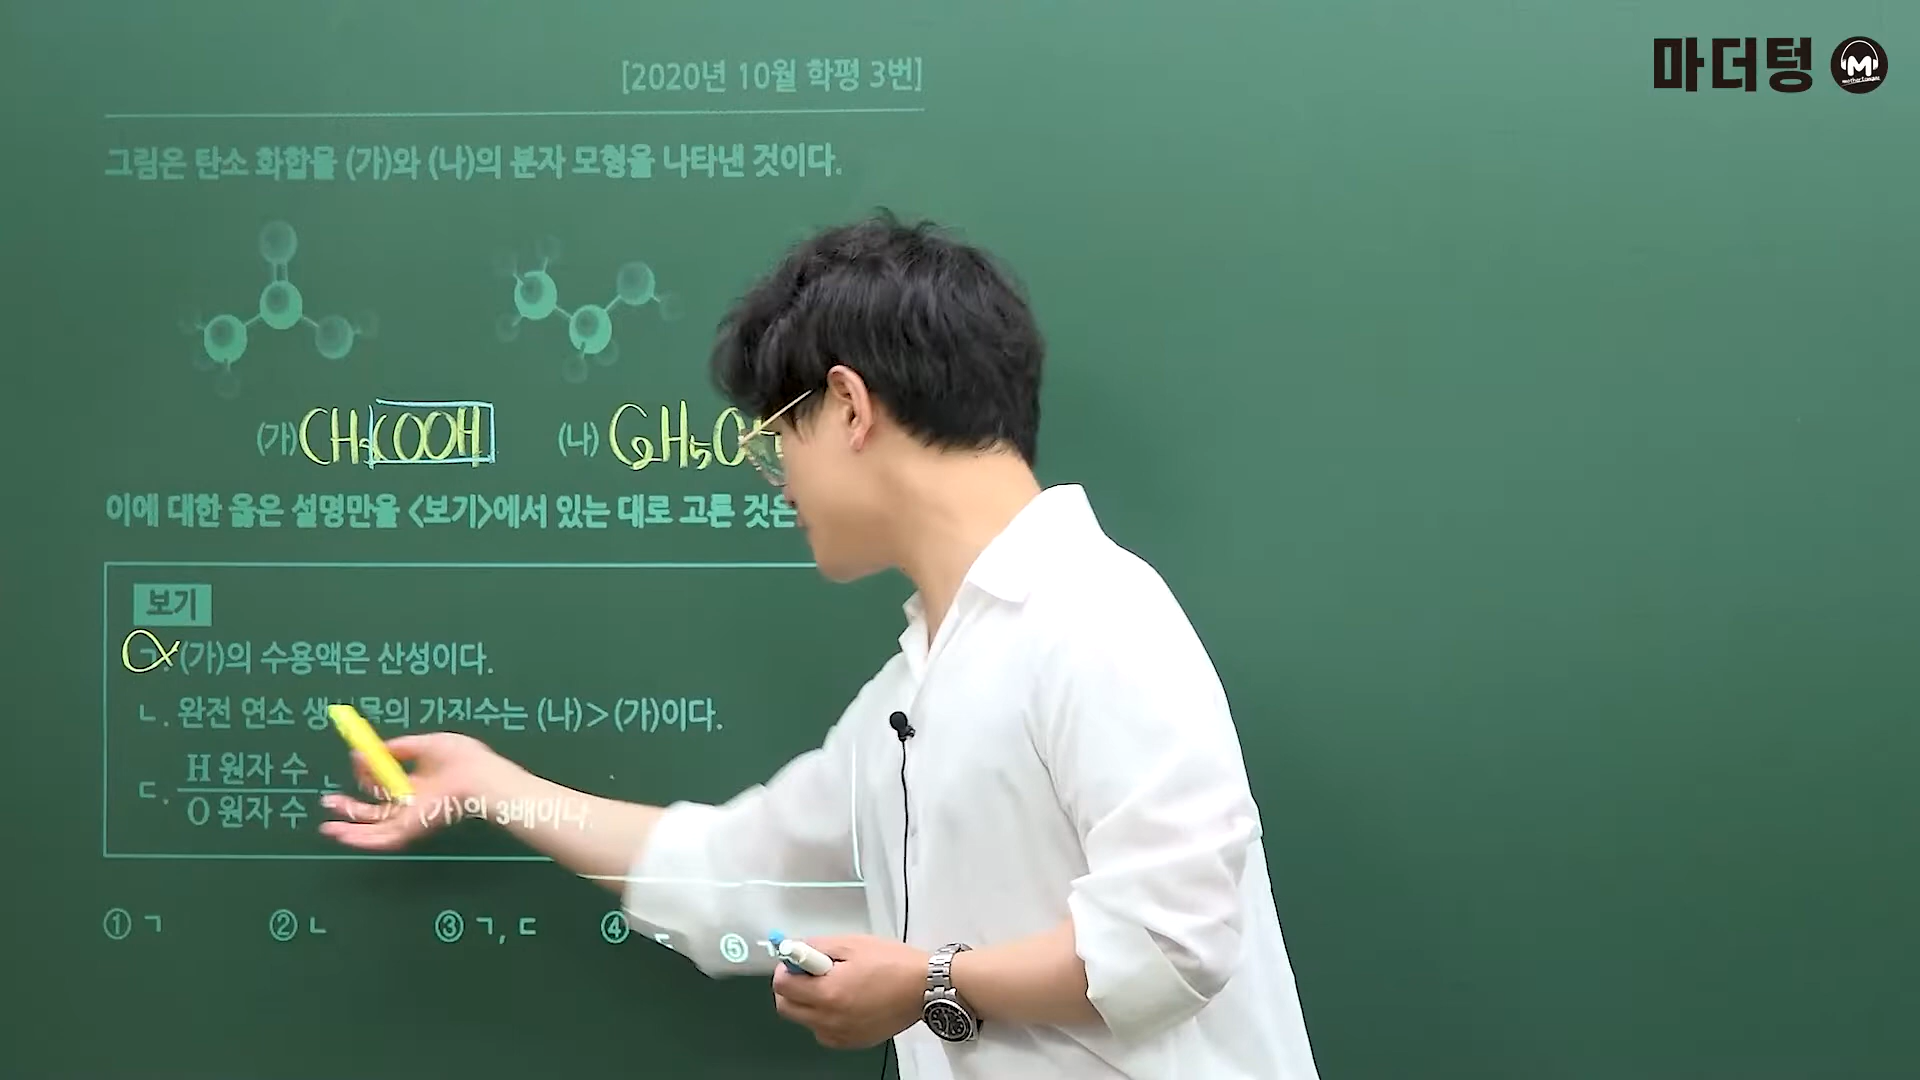 마더텅
[2020년 10월 학평 3번]
그림은 탄소 화합물 (가)와 (나)의 분자 모형을 나타낸 것이다.
(가) CH₃COOH (나) C₂H₅O
이에 대한 옳은 설명만을 <보기>에서 있는 대로 고른 것은
보기
ㄱ. (가)의 수용액은 산성이다.
ㄴ. 완전 연소 생성물의 가짓수는 (나)>(가)이다.
ㄷ. H 원자 수 / O 원자 수 는 (가)의 3배이다.
① ㄱ ② ㄴ ③ ㄱ, ㄷ ④ ㄷ ⑤ ㄱ